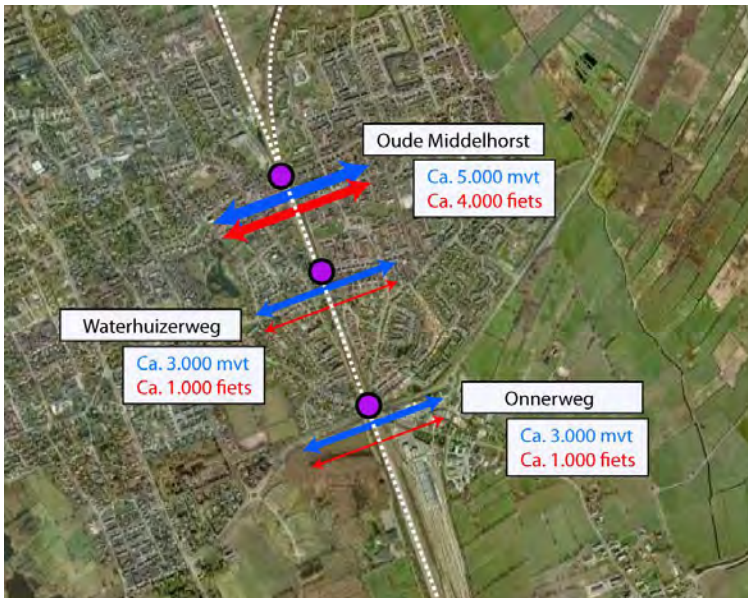 Oude Middelhorst
Ca. 5.000 mvt
Ca. 4.000 fiets
Waterhuizerweg
Ca. 3.000 mvt
Ca. 1.000 fiets
Onnerweg
Ca. 3.000 mvt
Ca. 1.000 fiets